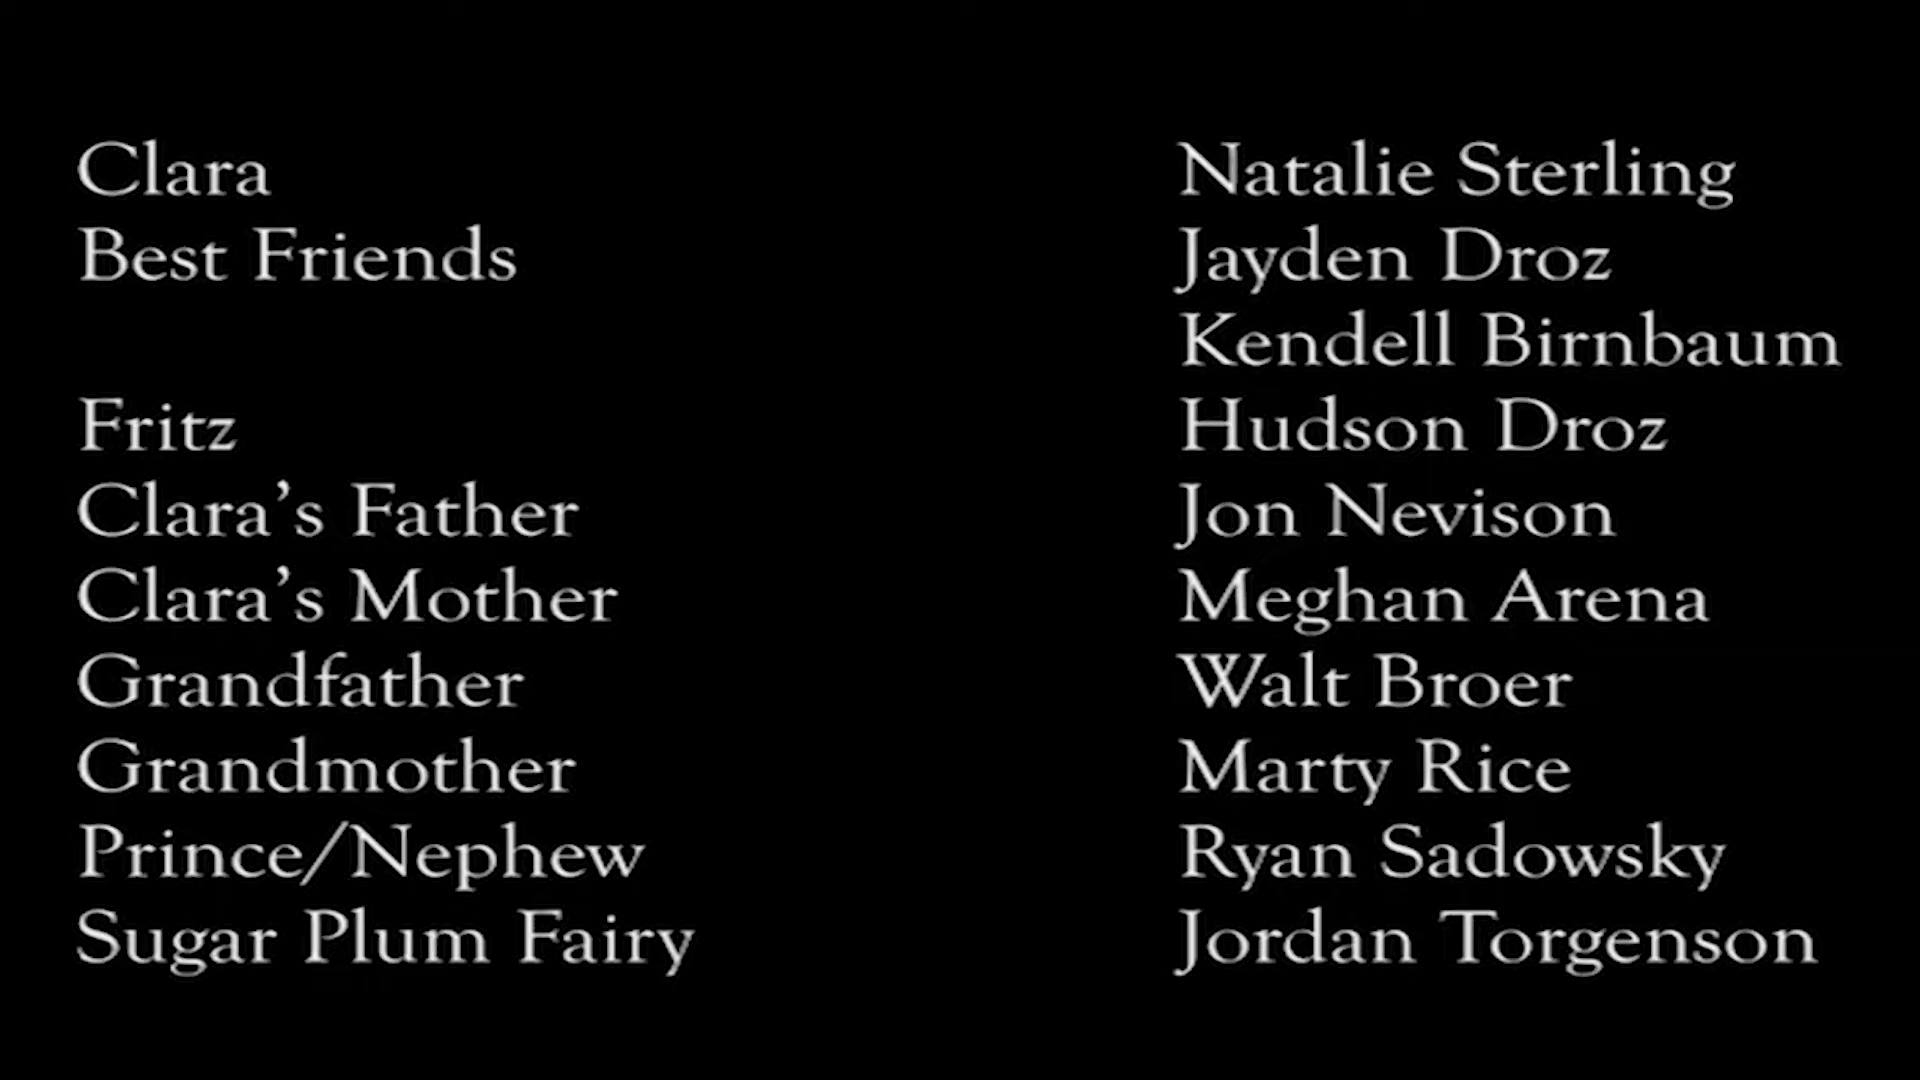 Clara Natalie Sterling
Best Friends Jayden Droz
Kendell Birnbaum
Fritz Hudson Droz
Clara’s Father Jon Nevison
Clara’s Mother Meghan Arena
Grandfather Walt Broer
Grandmother Marty Rice
Prince/Nephew Ryan Sadowsky
Sugar Plum Fairy Jordan Torgenson